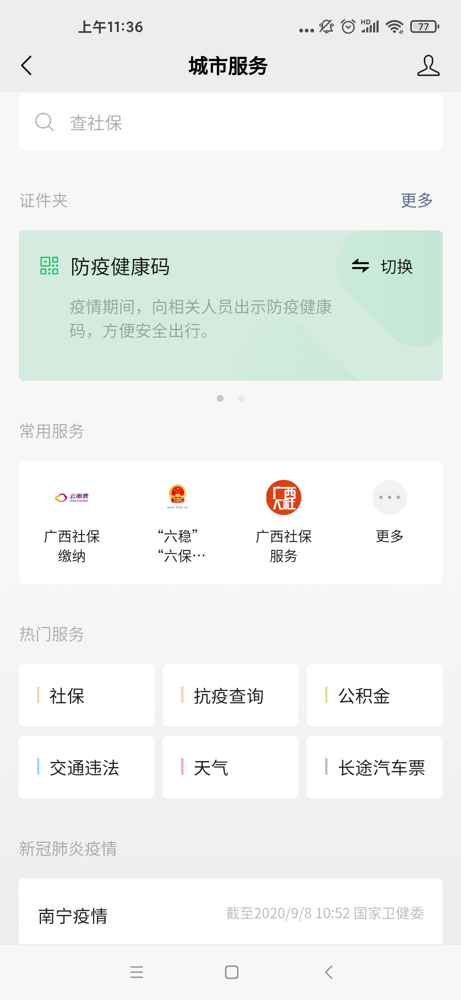 上午11:36
HD
77
城市服务
查社保
证件夹
更多
防疫健康码
切换
疫情期间，向相关人员出示防疫健康
码，方便安全出行。
常用服务
云缴费
Cloud Payment
www.GOV.cn
广西人社
广西社保
缴纳
“六稳”
“六保…
广西社保
服务
更多
热门服务
社保
抗疫查询
公积金
交通违法
天气
长途汽车票
新冠肺炎疫情
南宁疫情
截至2020/9/8 10:52 国家卫健委